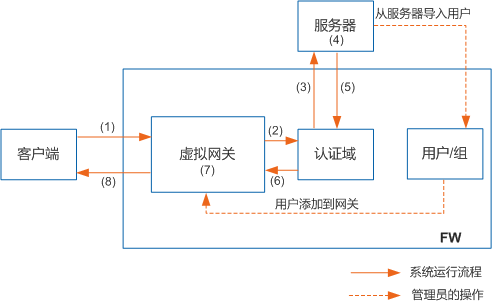 从服务器导入用户
服务器
(4)
(3)
(5)
(1)
(2)
客户端
虚拟网关
认证域
用户/组
(7)
(8)
(6)
用户添加到网关
FW
系统运行流程
管理员的操作